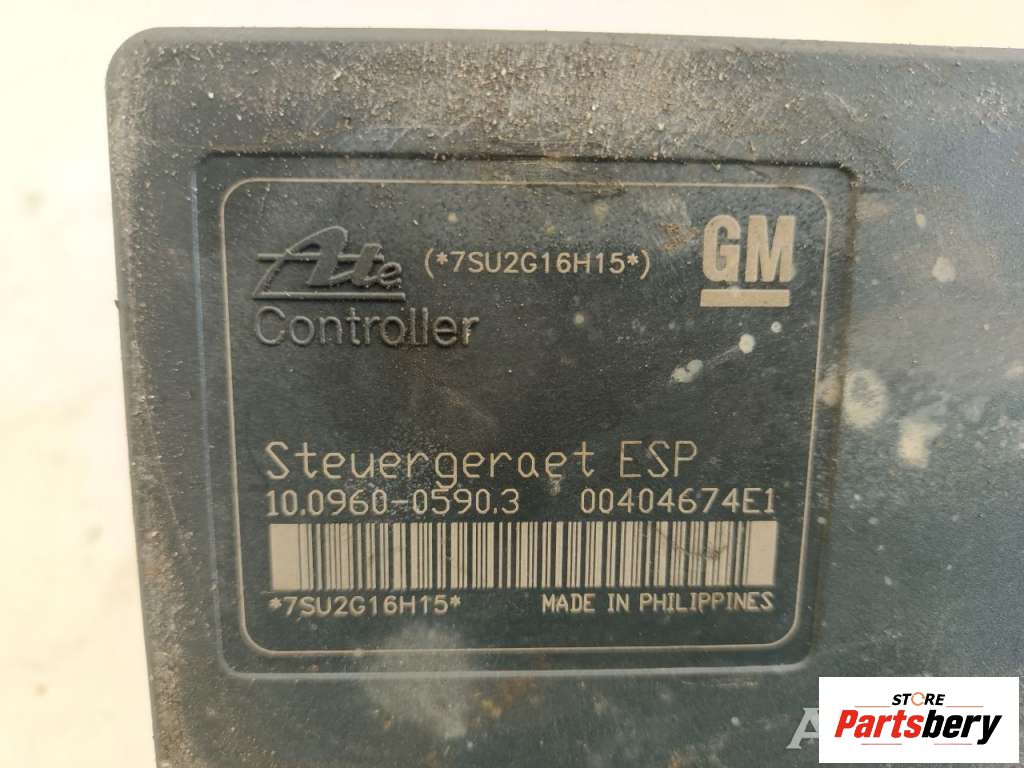 Ate (*7SU2G16H15*) GM
Controller
Steuergeraet ESP
10.0960-0590.3 00404674E1
*7SU2G16H15* MADE IN PHILIPPINES
STORE
Partsbery